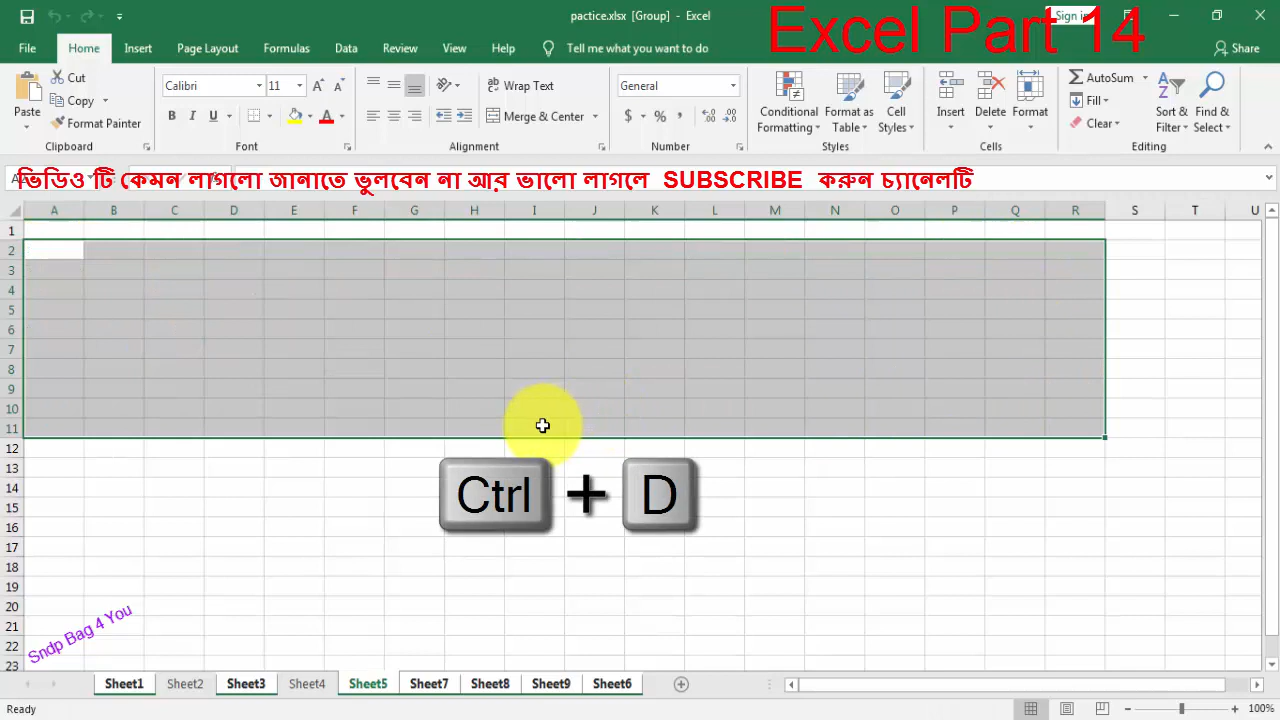 pactice.xlsx [Group] - Excel
Sign in
Excel Part 14
File Home Insert Page Layout Formulas Data Review View Help Tell me what you want to do Share
Paste
Cut
Copy
Format Painter
Clipboard
Calibri 11
B I U
Font
Wrap Text
Merge & Center
Alignment
General
$ % ,
Number
Conditional Formatting
Format as Table
Cell Styles
Styles
Insert Delete Format
Cells
AutoSum
Fill
Clear
Sort & Filter
Find & Select
Editing
ভিডিও টি কেমন লাগলো জানাতে ভুলবেন না আর ভালো লাগলে SUBSCRIBE করুন চ্যানেলটি
A B C D E F G H I J K L M N O P Q R S T U
1
2
3
4
5
6
7
8
9
10
11
12
13
14
15
16
17
18
19
20
21
22
23
Ctrl + D
Sndp Bag 4 You
Sheet1 Sheet2 Sheet3 Sheet4 Sheet5 Sheet7 Sheet8 Sheet9 Sheet6
Ready 100%